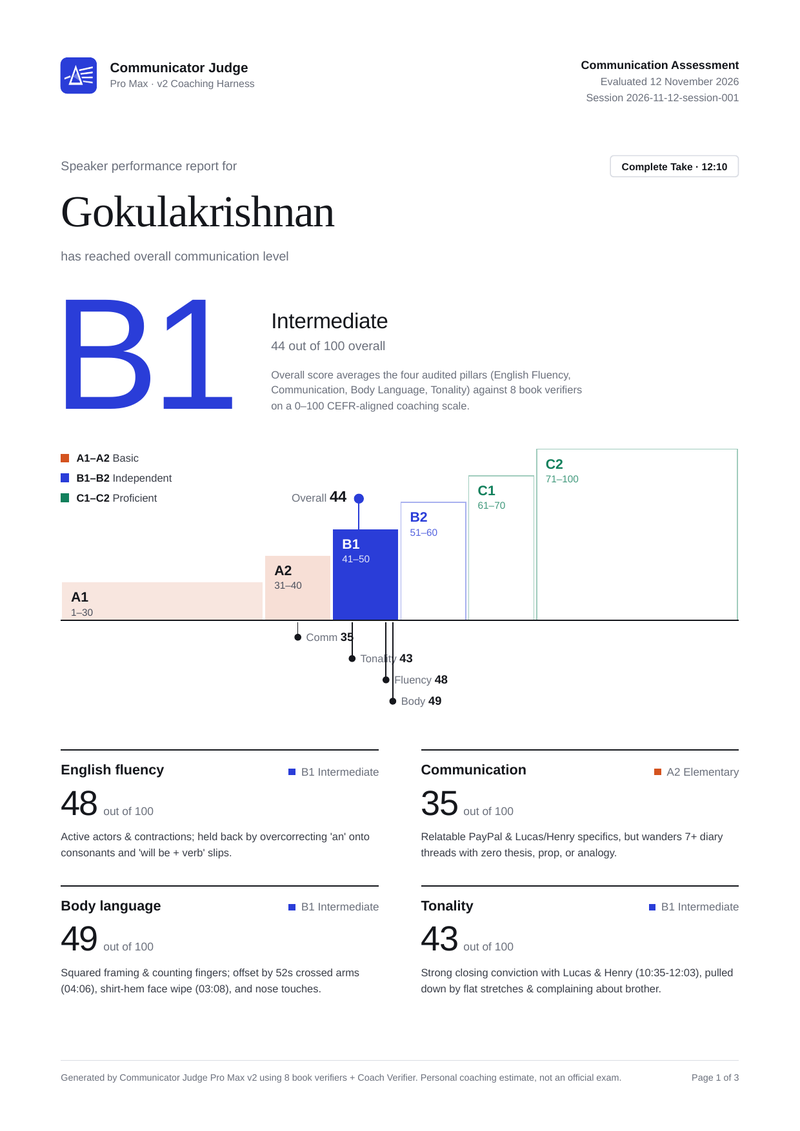 Communicator Judge
Pro Max · v2 Coaching Harness
Communication Assessment
Evaluated 12 November 2026
Session 2026-11-12-session-001
Speaker performance report for
Complete Take · 12:10
Gokulakrishnan
has reached overall communication level
B1
Intermediate
44 out of 100 overall
Overall score averages the four audited pillars (English Fluency,
Communication, Body Language, Tonality) against 8 book verifiers
on a 0–100 CEFR-aligned coaching scale.
A1–A2 Basic
B1–B2 Independent
C1–C2 Proficient
Overall 44
A1
1–30
A2
31–40
B1
41–50
B2
51–60
C1
61–70
C2
71–100
Comm 35
Tonality 43
Fluency 48
Body 49
English fluency
B1 Intermediate
48 out of 100
Active actors & contractions; held back by overcorrecting 'an' onto
consonants and 'will be + verb' slips.
Communication
A2 Elementary
35 out of 100
Relatable PayPal & Lucas/Henry specifics, but wanders 7+ diary
threads with zero thesis, prop, or analogy.
Body language
B1 Intermediate
49 out of 100
Squared framing & counting fingers; offset by 52s crossed arms
(04:06), shirt-hem face wipe (03:08), and nose touches.
Tonality
B1 Intermediate
43 out of 100
Strong closing conviction with Lucas & Henry (10:35-12:03), pulled
down by flat stretches & complaining about brother.
Generated by Communicator Judge Pro Max v2 using 8 book verifiers + Coach Verifier. Personal coaching estimate, not an official exam.
Page 1 of 3